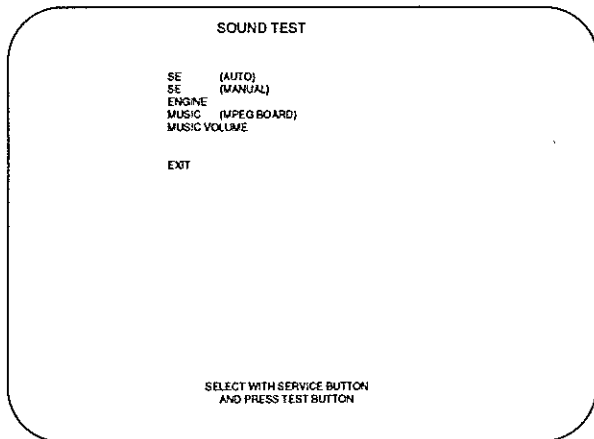 SOUND TEST
SE (AUTO)
SE (MANUAL)
ENGINE
MUSIC (MPEG BOARD)
MUSIC VOLUME
EXIT
SELECT WITH SERVICE BUTTON
AND PRESS TEST BUTTON